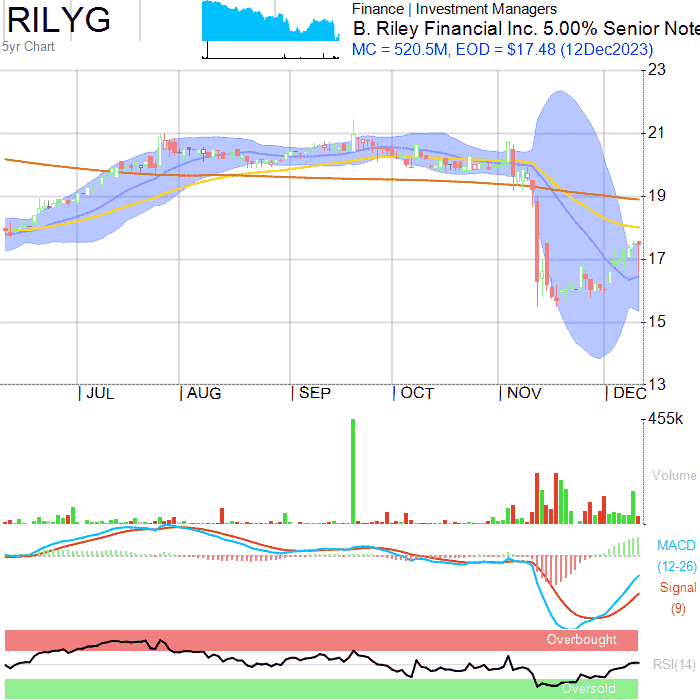 RILYG
5yr Chart
Finance | Investment Managers
B. Riley Financial Inc. 5.00% Senior Note
MC = 520.5M, EOD = $17.48 (12Dec2023)
23
21
19
17
15
13
JUL AUG SEP OCT NOV DEC
455k
Volume
MACD
(12-26)
Signal
(9)
Overbought
RSI(14)
Oversold